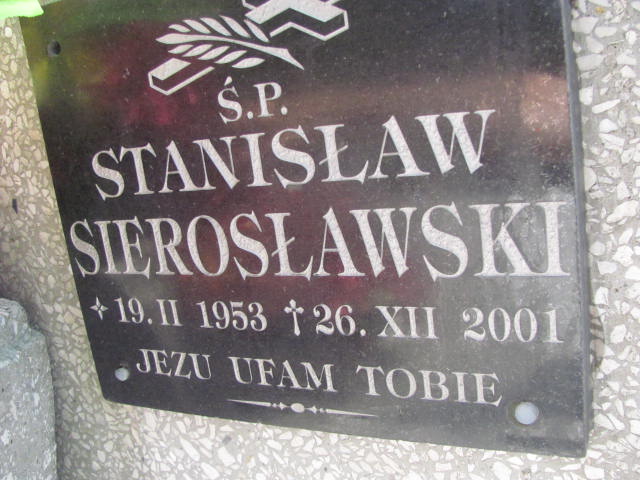 Ś.P.
STANISŁAW
SIEROSŁAWSKI
19.II 1953 † 26.XII 2001
JEZU UFAM TOBIE